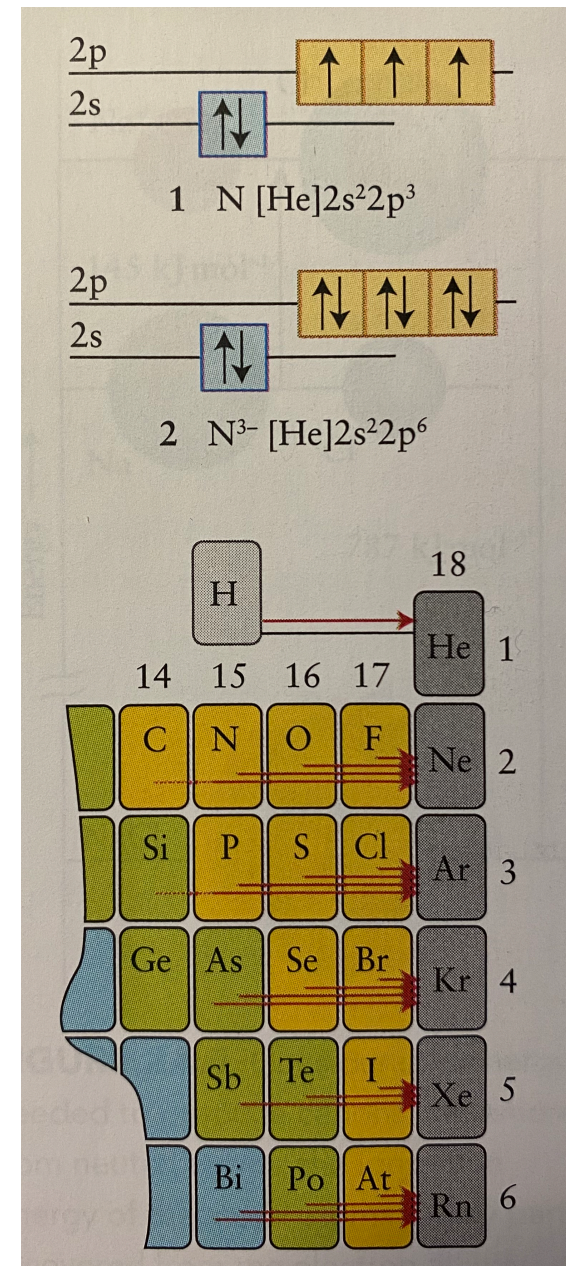 2p
2s
1 N [He]2s²2p³
2p
2s
2 N³⁻ [He]2s²2p⁶
H
18
He 1
14 15 16 17
C N O F Ne 2
Si P S Cl Ar 3
Ge As Se Br Kr 4
Sb Te I Xe 5
Bi Po At Rn 6